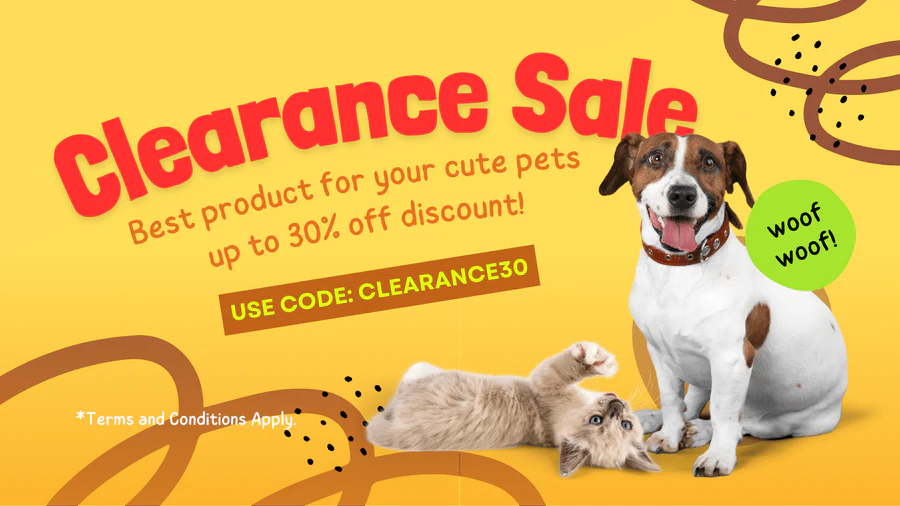 Clearance Sale
Best product for your cute pets
up to 30% off discount!
USE CODE: CLEARANCE30
woof
woof!
*Terms and Conditions Apply.